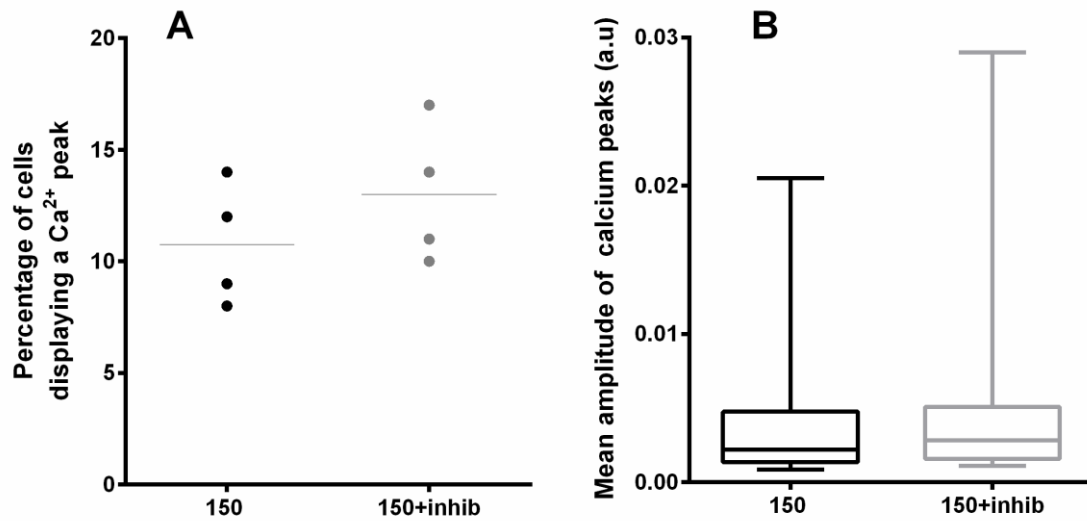 A
20
15
10
5
0
Percentage of cells
displaying a Ca²⁺ peak
150
150+inhib
B
0.03
0.02
0.01
0.00
Mean amplitude of calcium peaks (a.u)
150
150+inhib